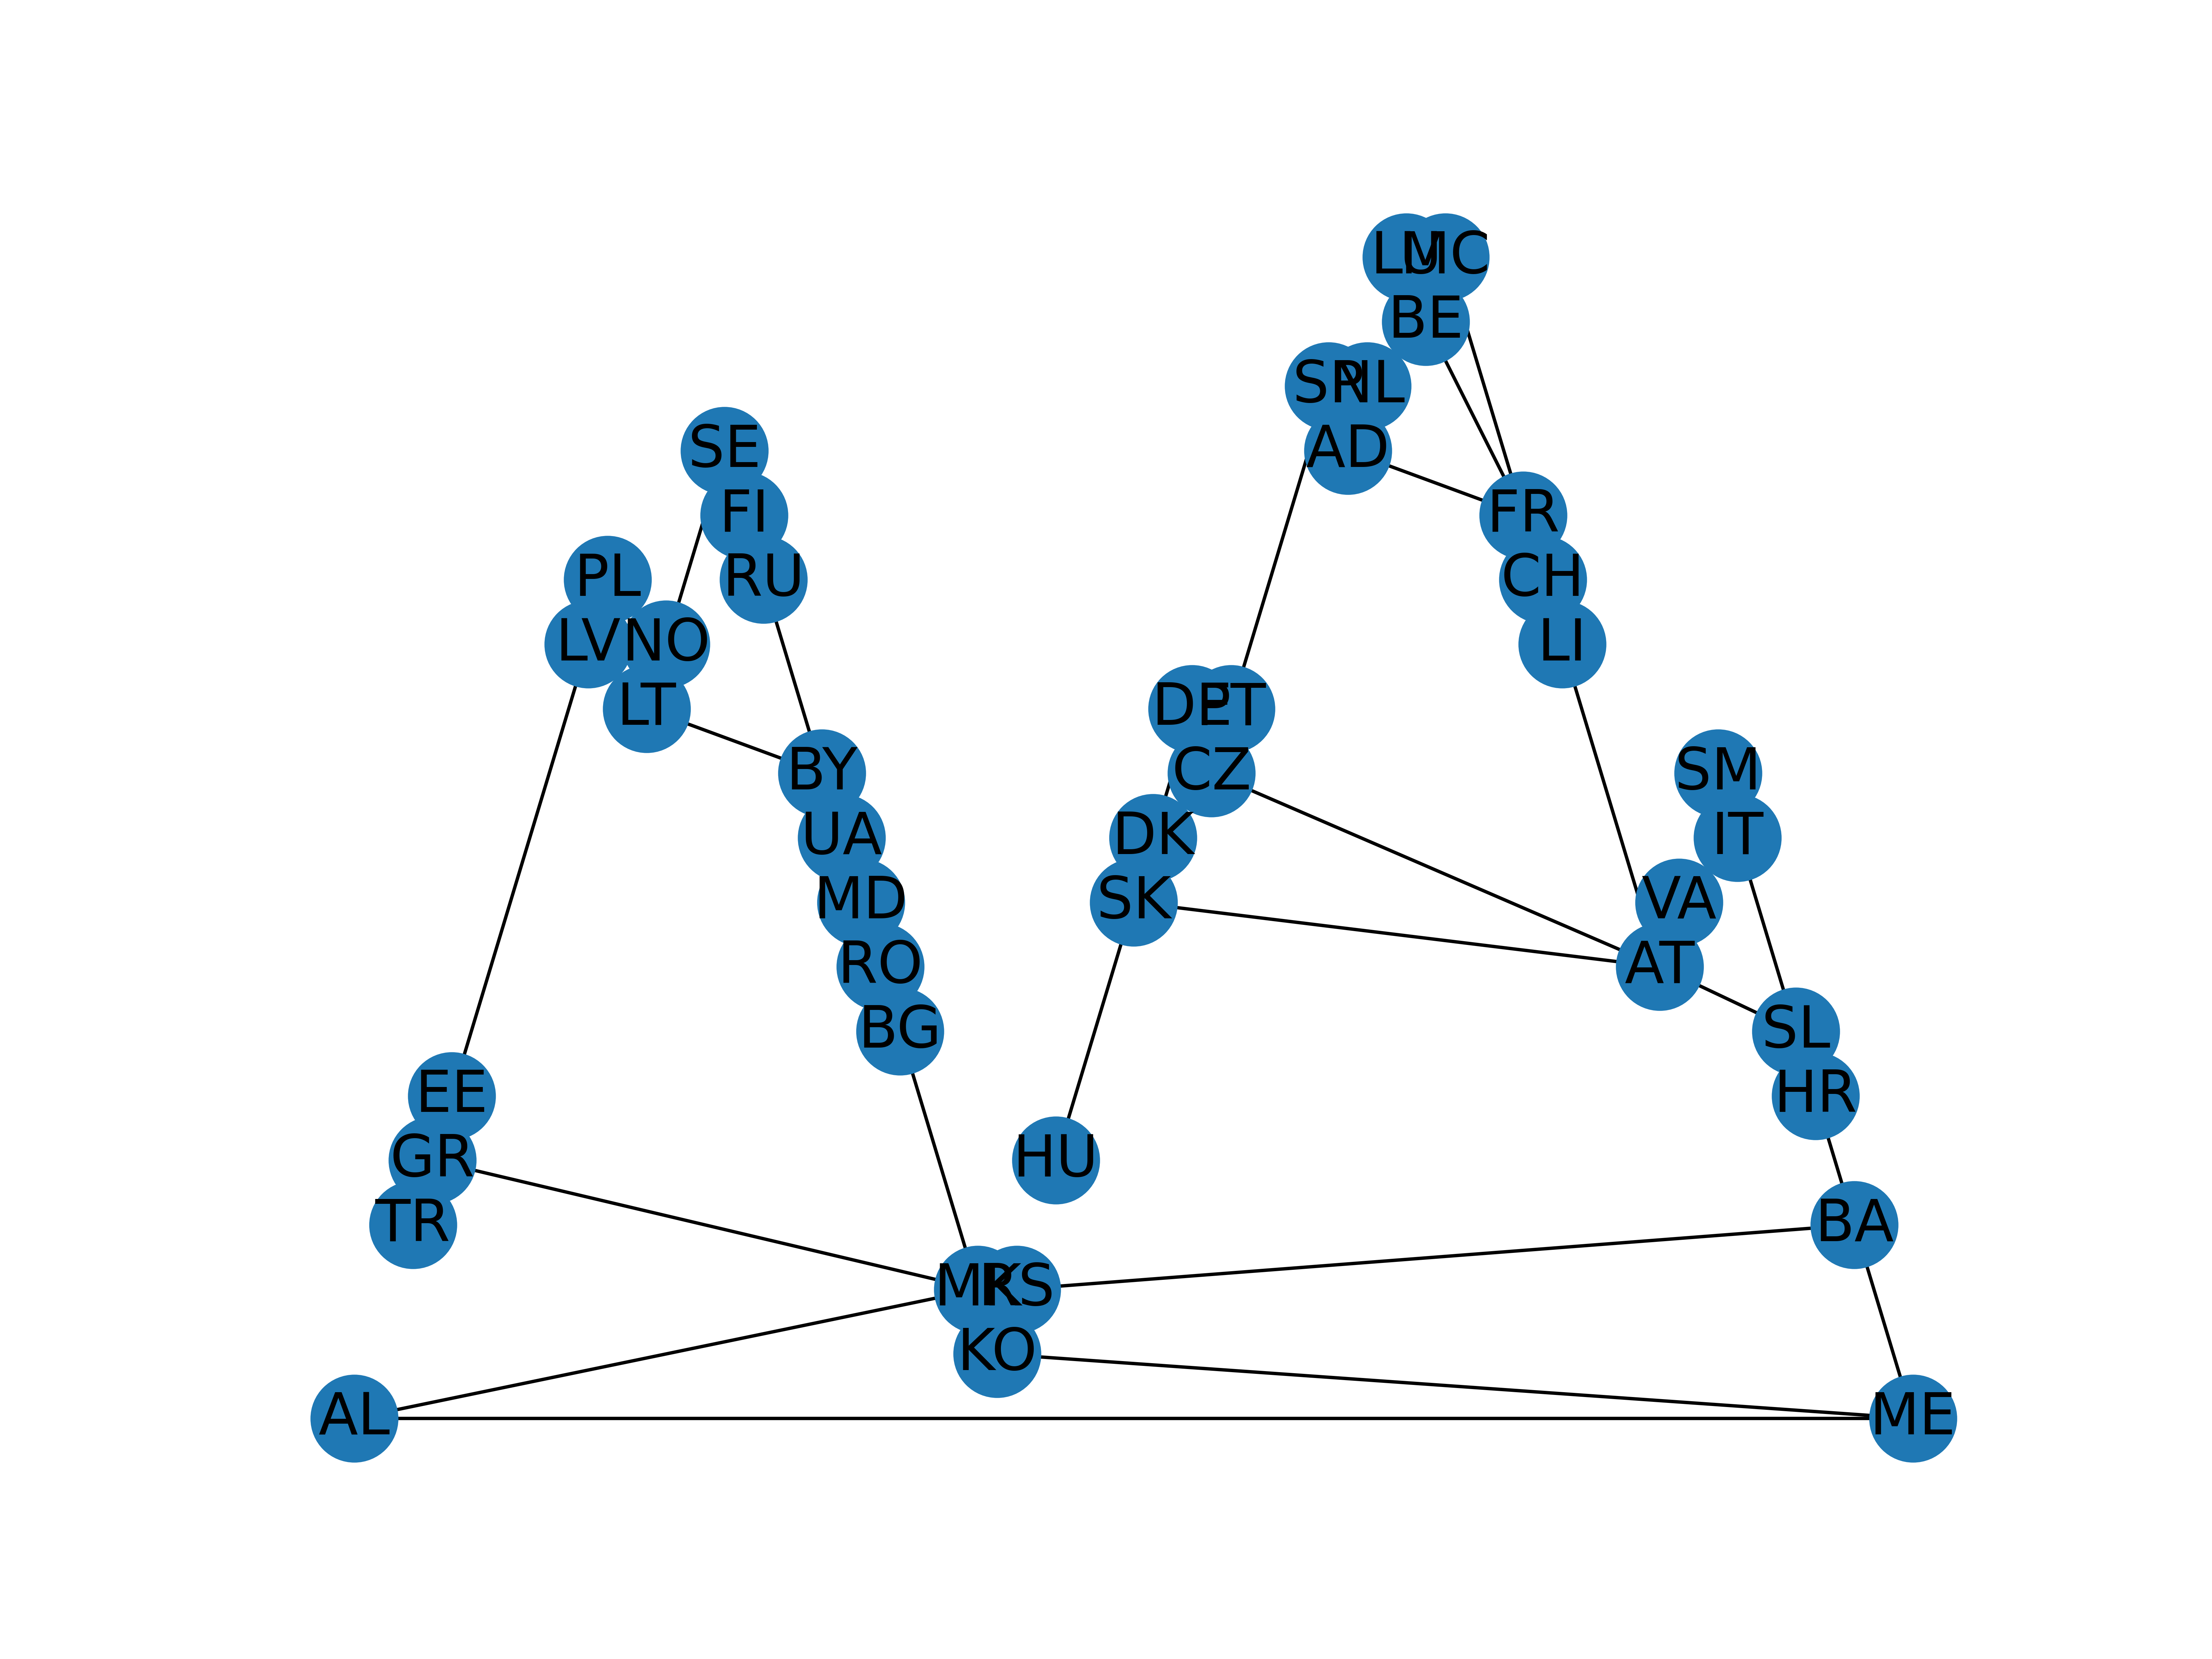 LU MC
BE
SP NL
SE
AD
FI
FR
PL
RU
CH
LV NO
LI
LT
DE PT
BY
CZ
SM
UA
DK
IT
MD
SK
VA
RO
AT
BG
SL
EE
HR
GR
HU
TR
BA
MK RS
KO
AL
ME